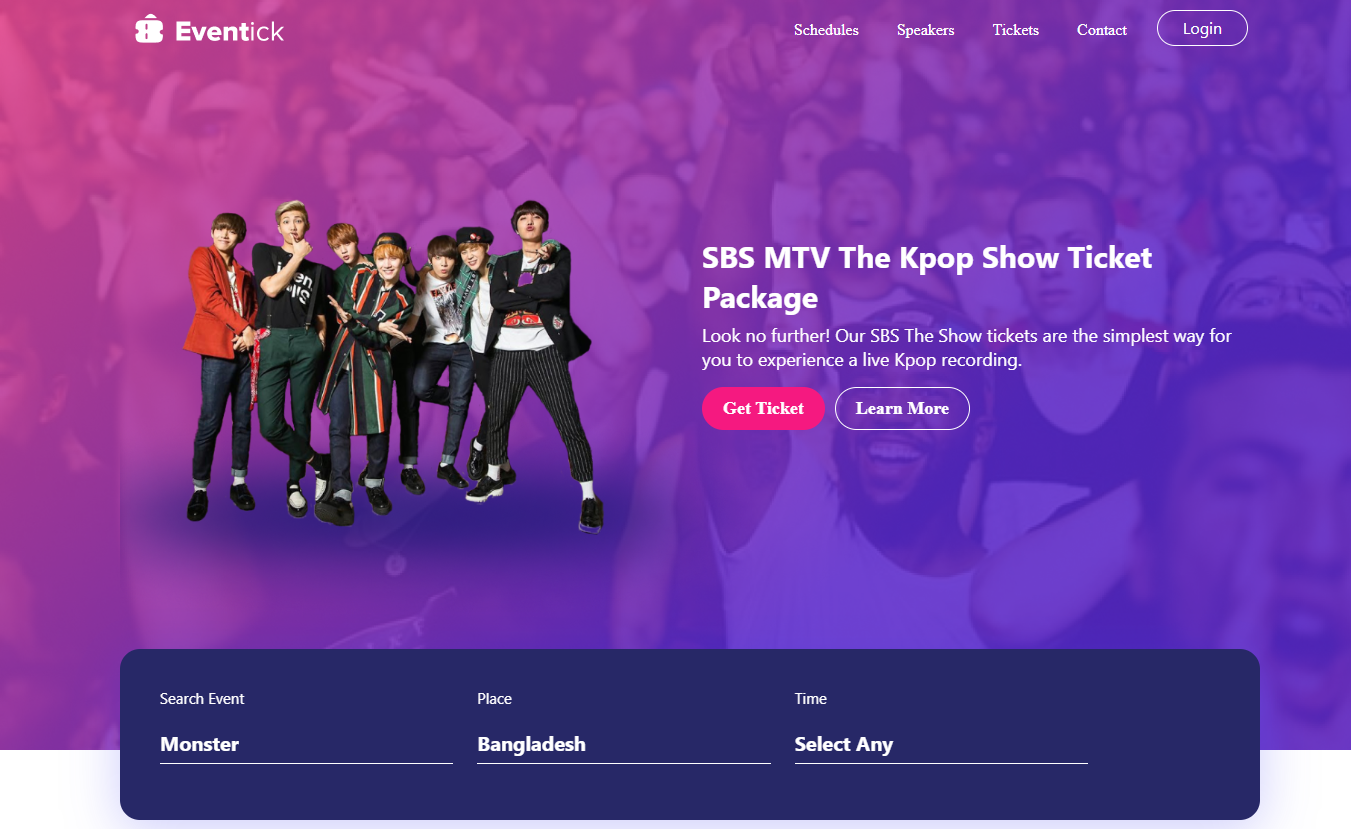 Eventick
Schedules
Speakers
Tickets
Contact
Login
SBS MTV The Kpop Show Ticket
Package
Look no further! Our SBS The Show tickets are the simplest way for
you to experience a live Kpop recording.
Get Ticket
Learn More
Search Event
Place
Time
Monster
Bangladesh
Select Any